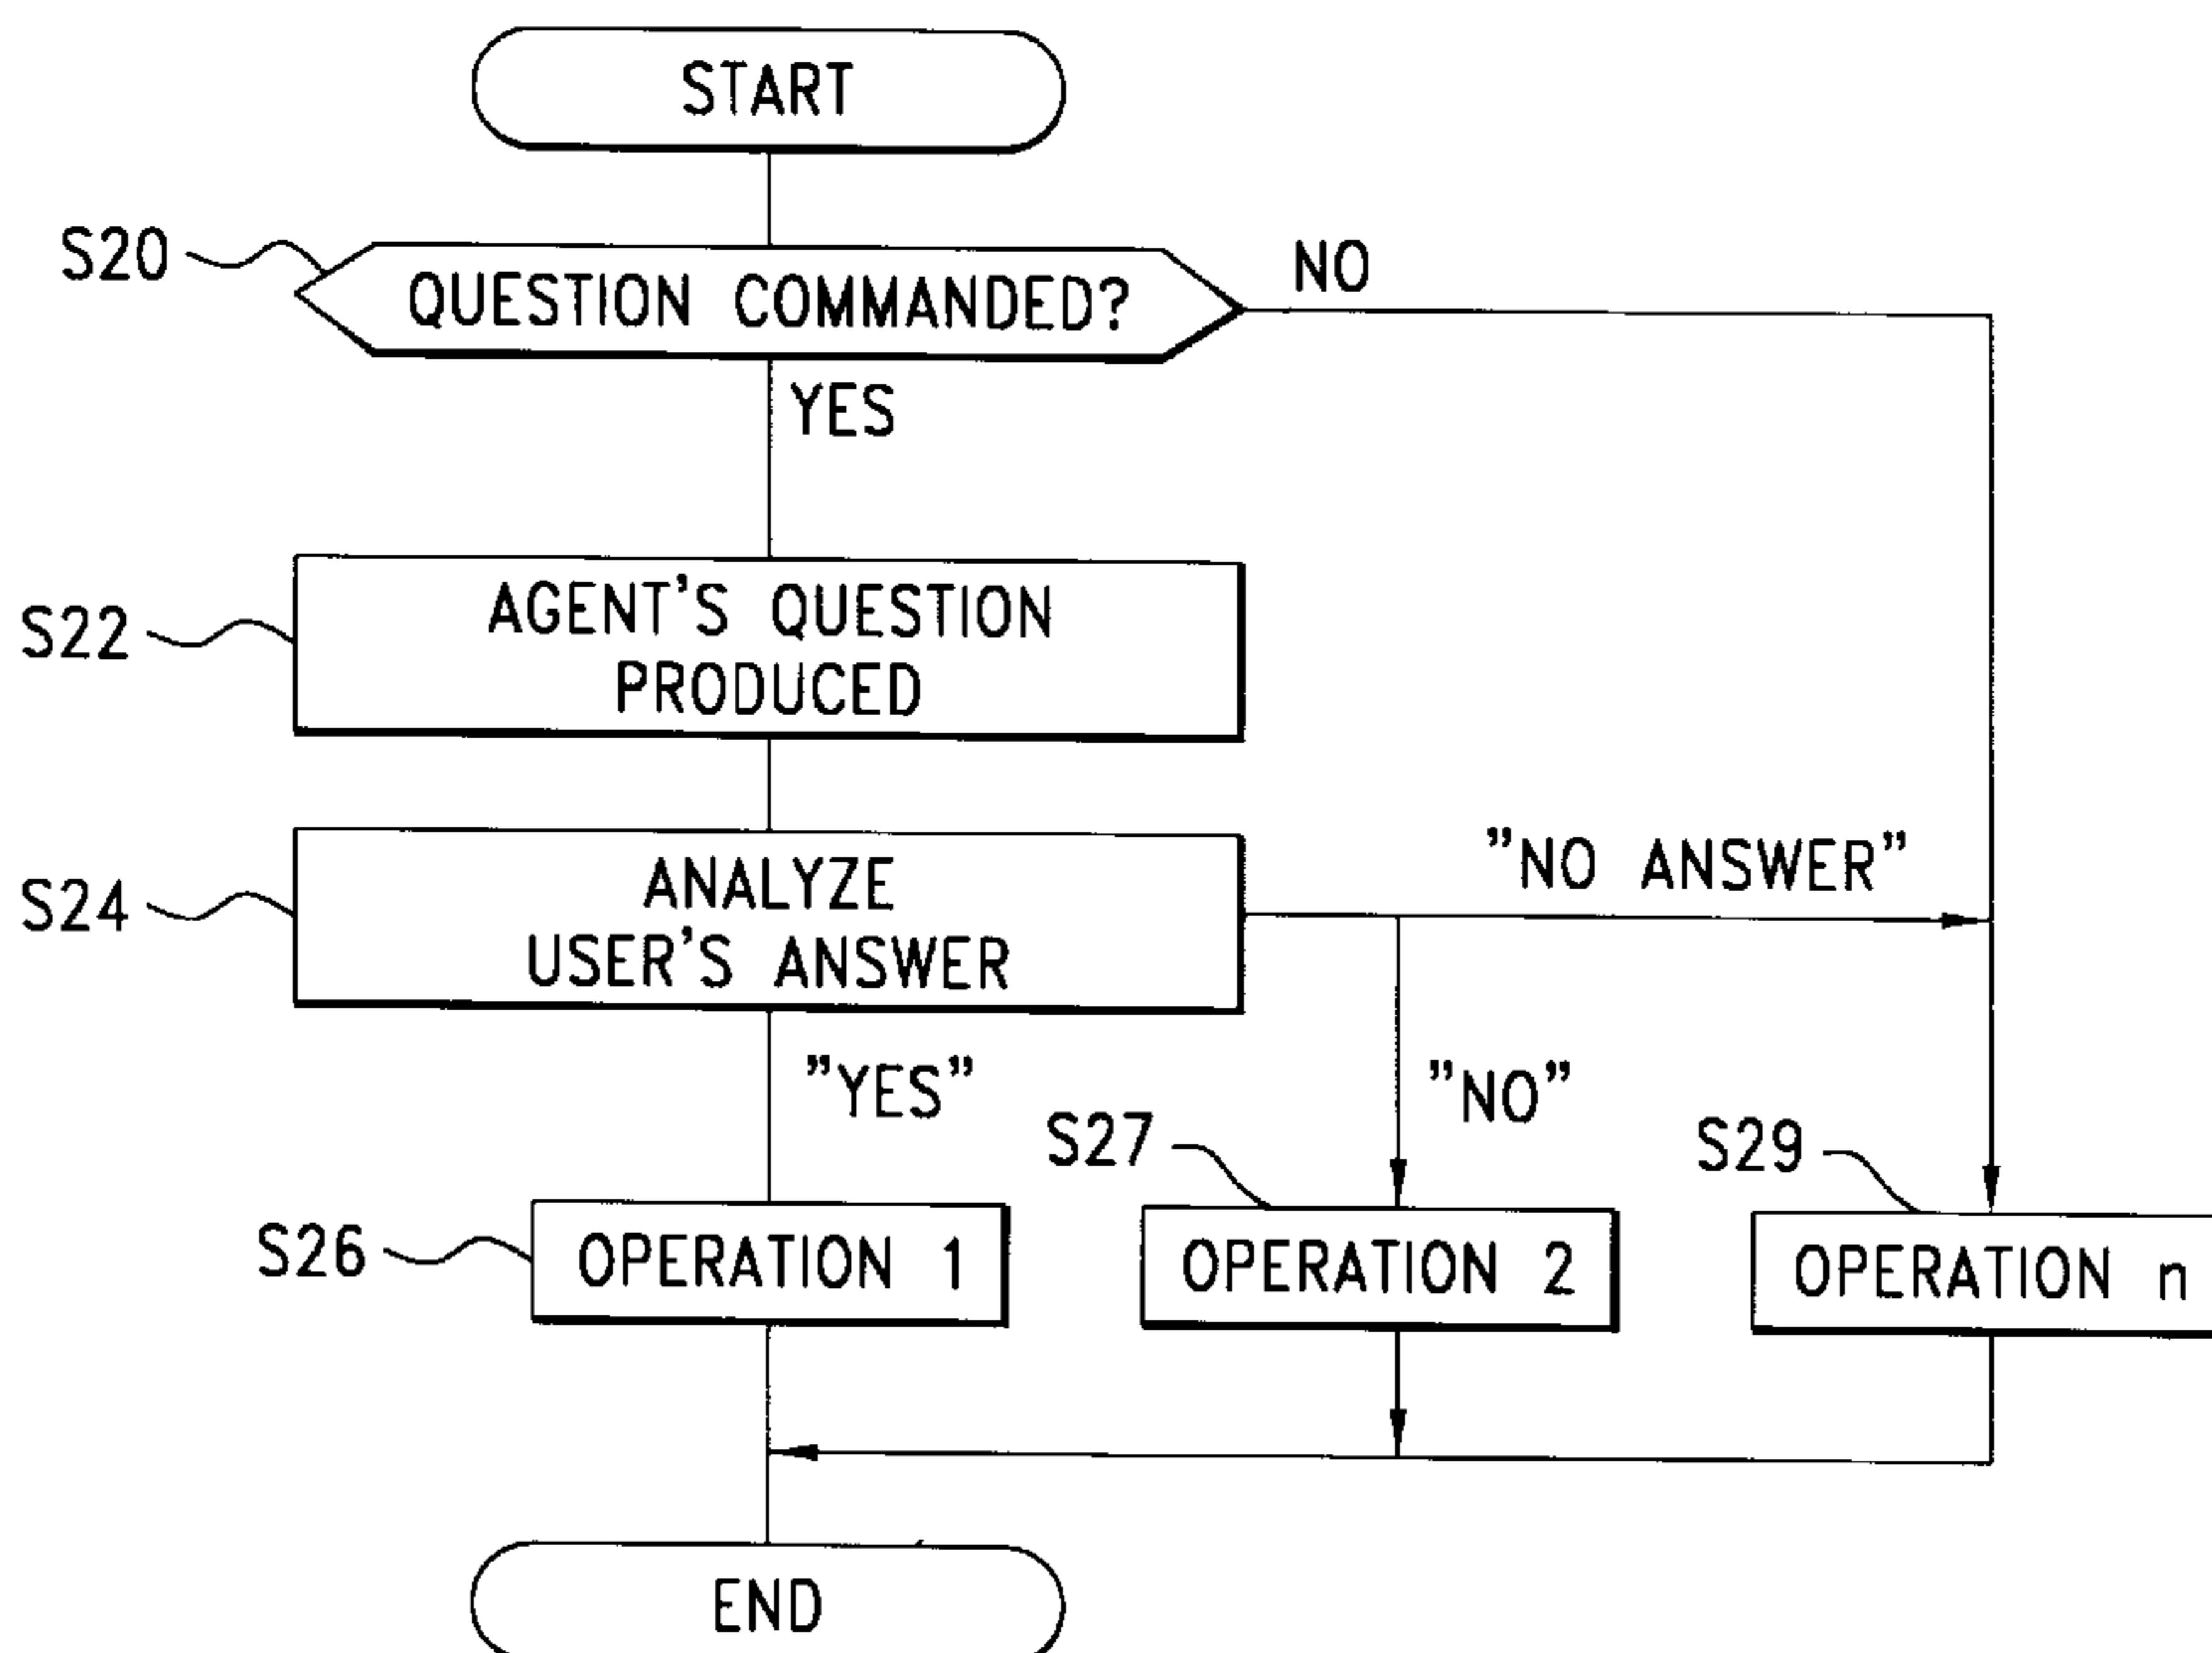 START
S20
QUESTION COMMANDED?
NO
YES
S22
AGENT'S QUESTION
PRODUCED
S24
ANALYZE
USER'S ANSWER
"NO ANSWER"
"YES"
"NO"
S27
S29
S26
OPERATION 1
OPERATION 2
OPERATION n
END